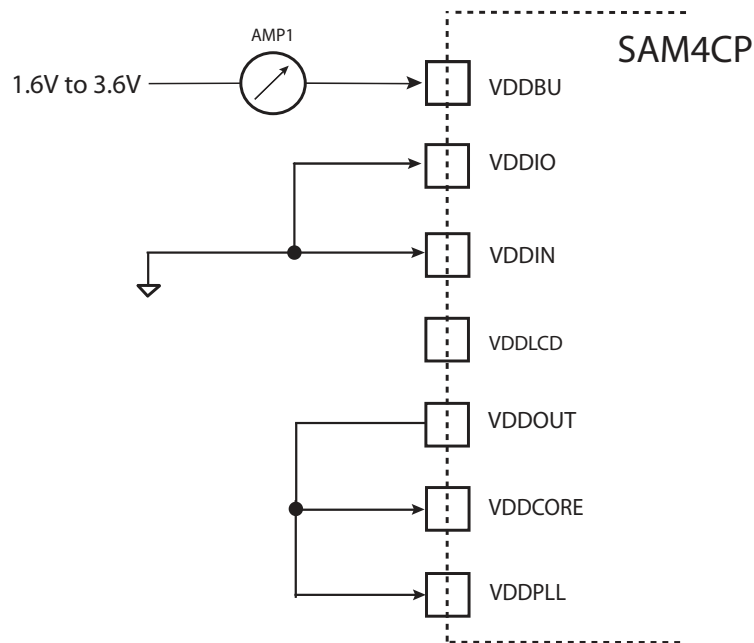 SAM4CP
AMP1
1.6V to 3.6V
VDDBU
VDDIO
VDDIN
VDDLCD
VDDOUT
VDDCORE
VDDPLL